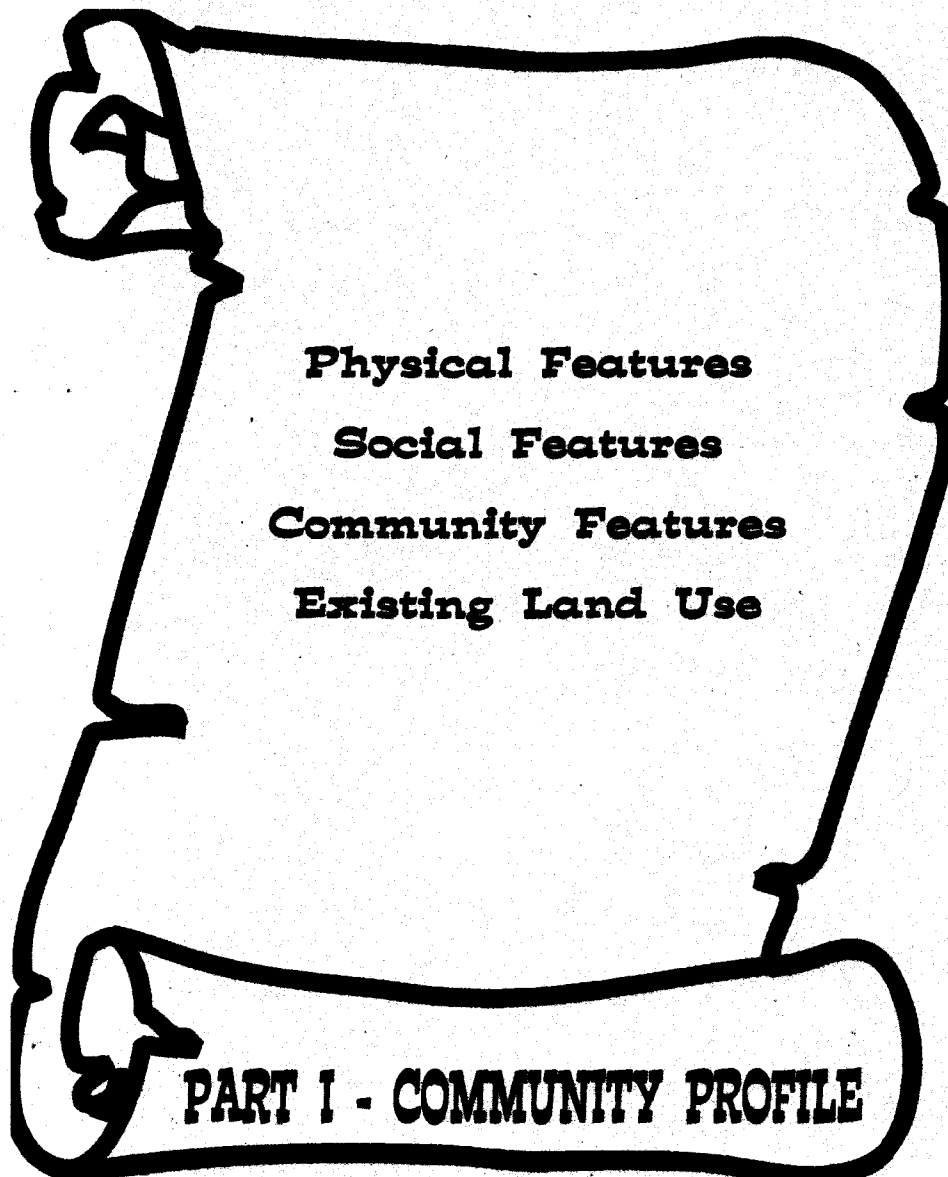 Physical Features
Social Features
Community Features
Existing Land Use
PART I - COMMUNITY PROFILE